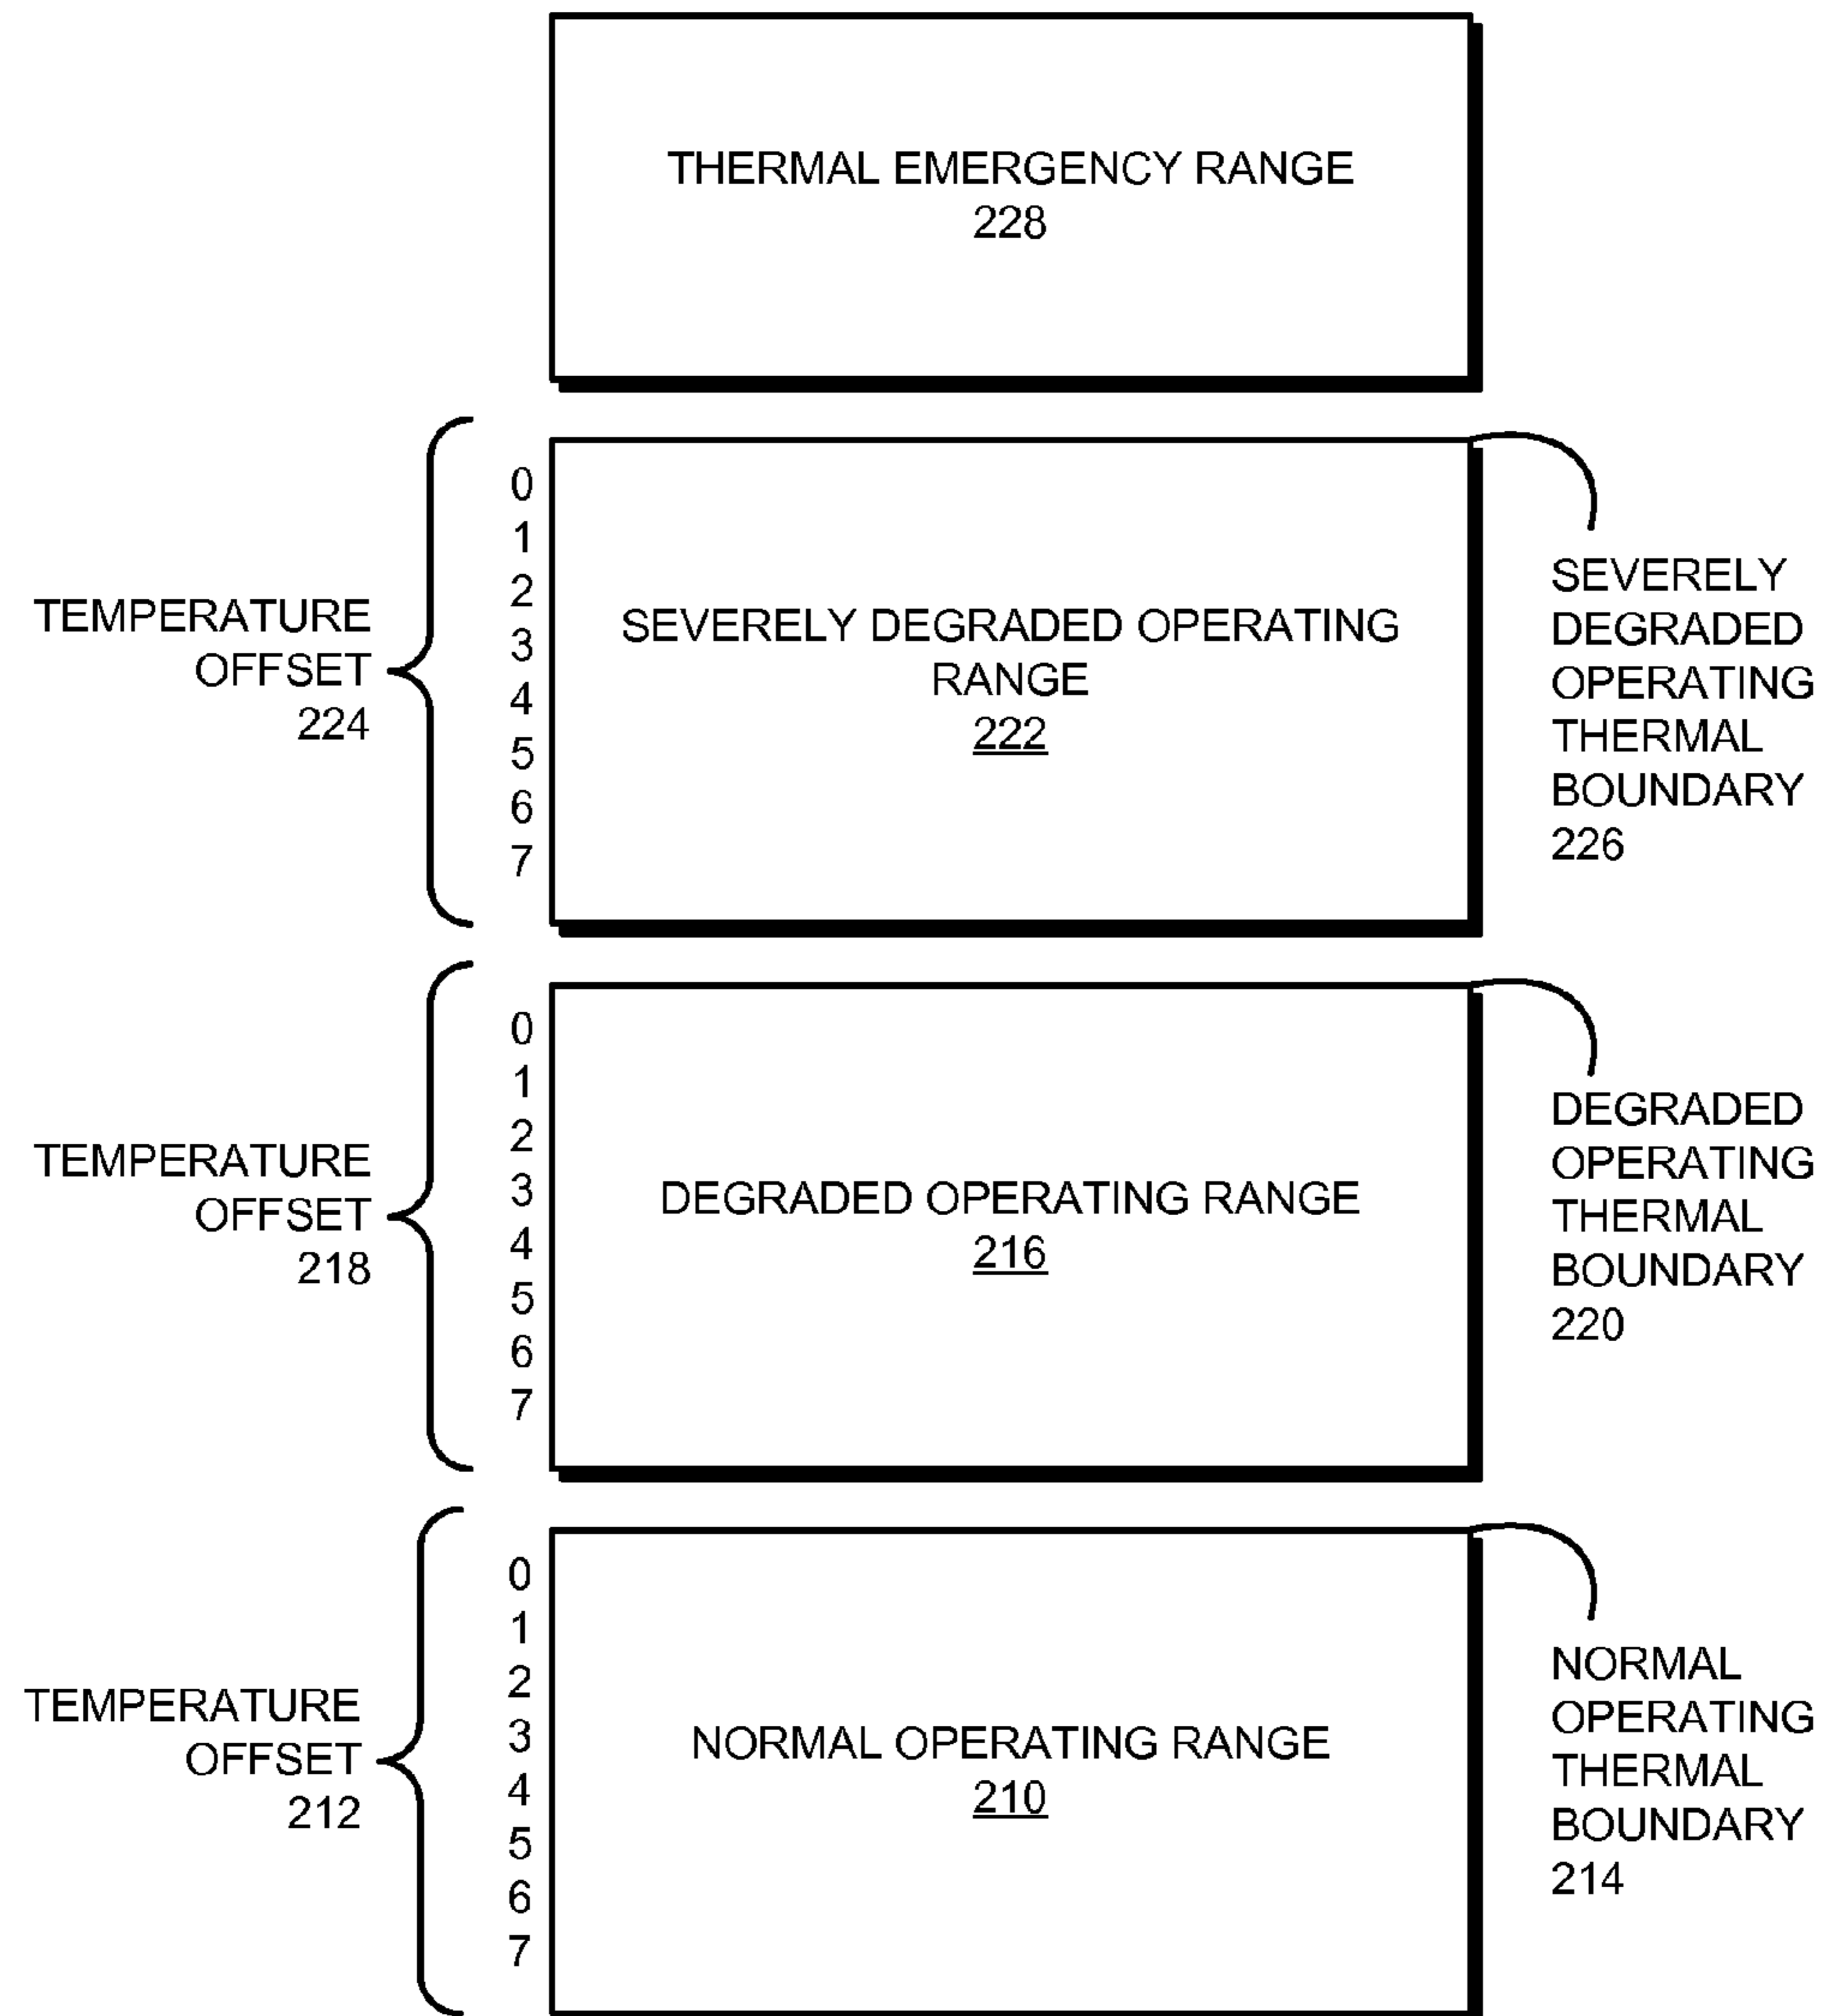 THERMAL EMERGENCY RANGE
228
TEMPERATURE
OFFSET
224
0
1
2
3
4
5
6
7
SEVERELY DEGRADED OPERATING
RANGE
222
SEVERELY
DEGRADED
OPERATING
THERMAL
BOUNDARY
226
TEMPERATURE
OFFSET
218
0
1
2
3
4
5
6
7
DEGRADED OPERATING RANGE
216
DEGRADED
OPERATING
THERMAL
BOUNDARY
220
TEMPERATURE
OFFSET
212
0
1
2
3
4
5
6
7
NORMAL OPERATING RANGE
210
NORMAL
OPERATING
THERMAL
BOUNDARY
214